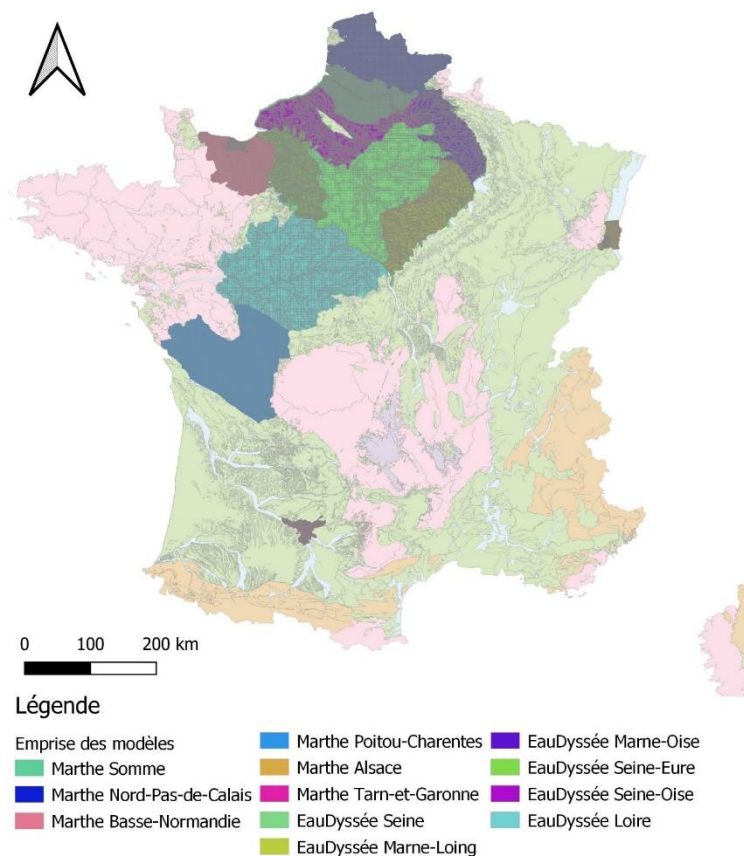 0 100 200 km
Légende
Emprise des modèles
Marthe Somme
Marthe Nord-Pas-de-Calais
Marthe Basse-Normandie
Marthe Poitou-Charentes
Marthe Alsace
Marthe Tarn-et-Garonne
EauDyssée Seine
EauDyssée Marne-Loing
EauDyssée Marne-Oise
EauDyssée Seine-Eure
EauDyssée Seine-Oise
EauDyssée Loire